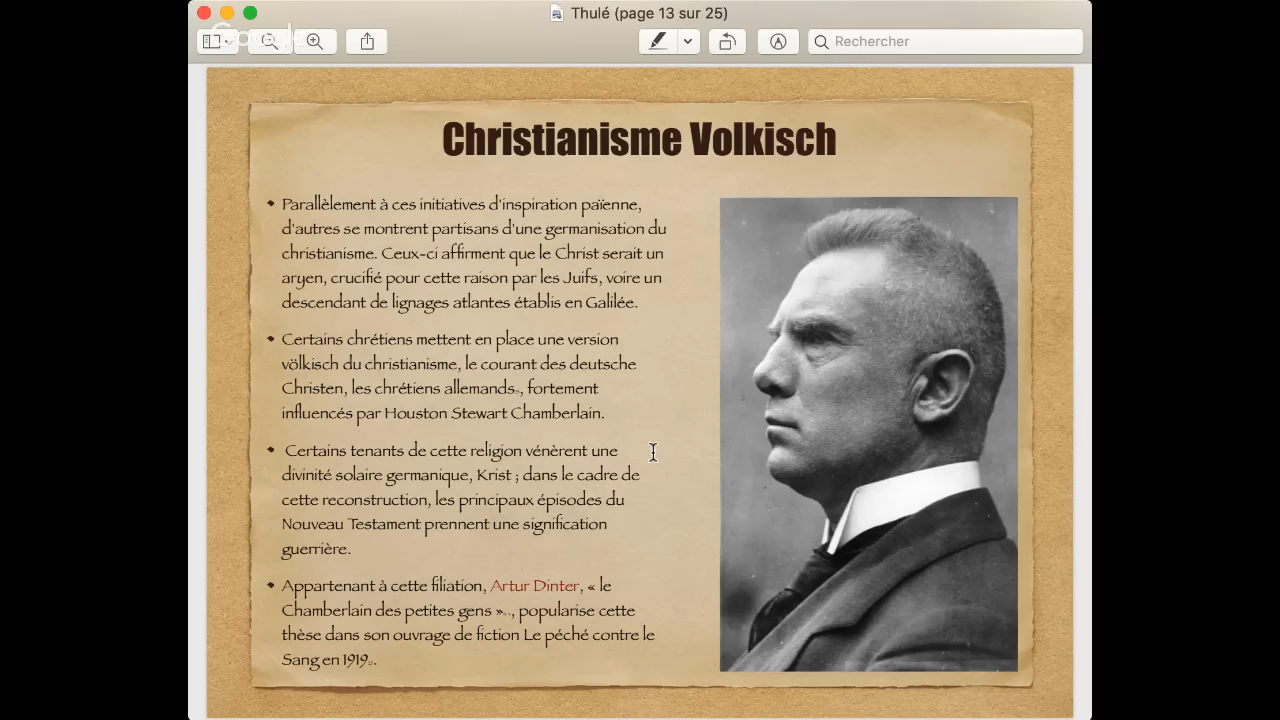 Thulé (page 13 sur 25)
Google
Rechercher
Christianisme Volkisch
• Parallèlement à ces initiatives d'inspiration païenne,
d'autres se montrent partisans d'une germanisation du
christianisme. Ceux-ci affirment que le Christ serait un
aryen, crucifié pour cette raison par les Juifs, voire un
descendant de lignages atlantes établis en Galilée.
• Certains chrétiens mettent en place une version
völkisch du christianisme, le courant des deutsche
Christen, les chrétiens allemands, fortement
influencés par Houston Stewart Chamberlain.
• Certains tenants de cette religion vénèrent une
divinité solaire germanique, Krist ; dans le cadre de
cette reconstruction, les principaux épisodes du
Nouveau Testament prennent une signification
guerrière.
• Appartenant à cette filiation, Artur Dinter, « le
Chamberlain des petites gens », popularise cette
thèse dans son ouvrage de fiction Le péché contre le
Sang en 1919.